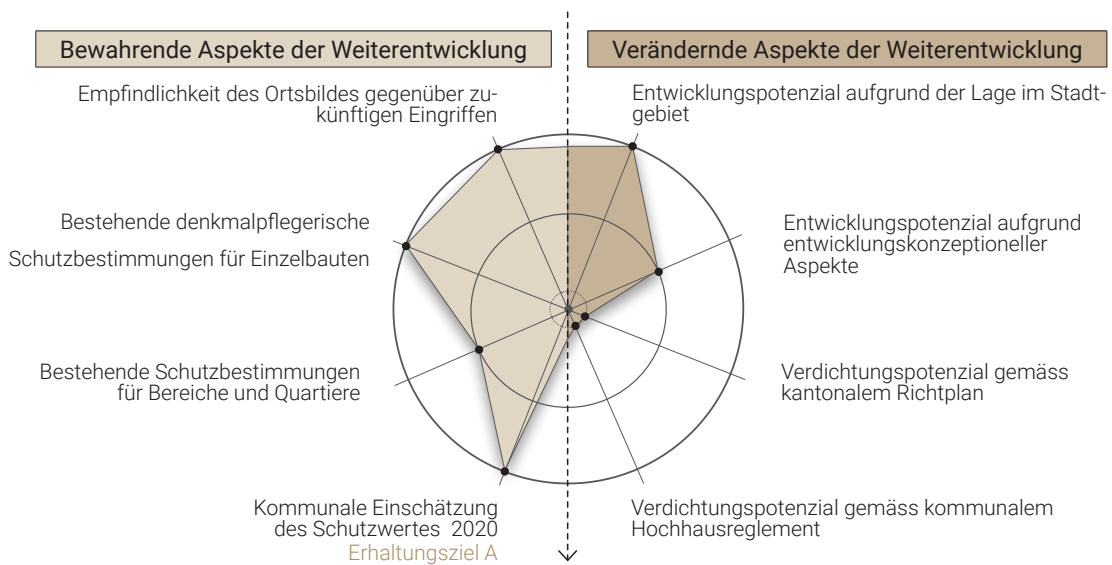 Bewahrende Aspekte der Weiterentwicklung
Verändernde Aspekte der Weiterentwicklung
Empfindlichkeit des Ortsbildes gegenüber zu-
künftigen Eingriffen
Entwicklungspotenzial aufgrund der Lage im Stadt-
gebiet
Bestehende denkmalpflegerische
Schutzbestimmungen für Einzelbauten
Entwicklungspotenzial aufgrund
entwicklungskonzeptioneller
Aspekte
Bestehende Schutzbestimmungen
für Bereiche und Quartiere
Verdichtungspotenzial gemäss
kantonalem Richtplan
Kommunale Einschätzung
des Schutzwertes 2020
Erhaltungsziel A
Verdichtungspotenzial gemäss kommunalem
Hochhausreglement